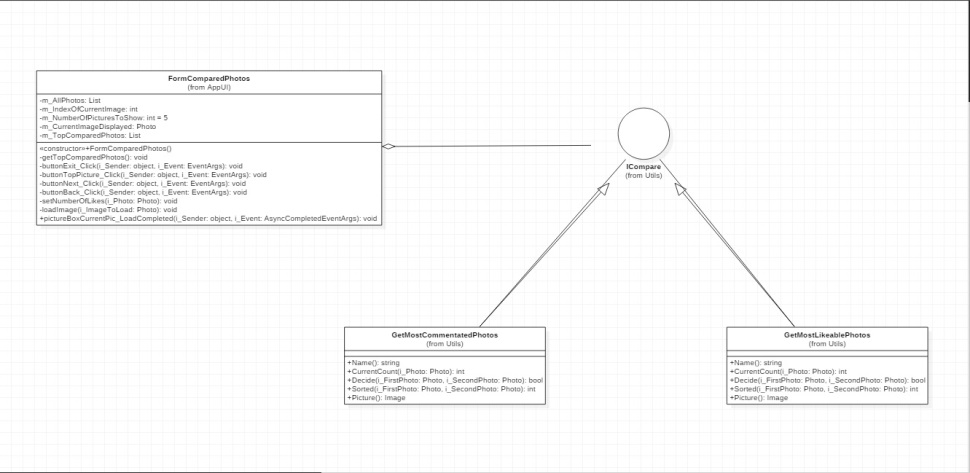 FormComparedPhotos
(from AppUI)
-m_AllPhotos: List
-m_IndexOfCurrentImage: int
-m_NumberOfPicturesToShow: int = 5
-m_CurrentImageDisplayed: Photo
-m_TopComparedPhotos: List
«constructor»+FormComparedPhotos()
-getTopComparedPhotos(): void
-buttonExit_Click(i_Sender: object, i_Event: EventArgs): void
-buttonTopPicture_Click(i_Sender: object, i_Event: EventArgs): void
-buttonNext_Click(i_Sender: object, i_Event: EventArgs): void
-buttonBack_Click(i_Sender: object, i_Event: EventArgs): void
-setNumberOfLikes(i_Photo: Photo): void
-loadImage(i_ImageToLoad: Photo): void
+pictureBoxCurrentPic_LoadCompleted(i_Sender: object, i_Event: AsyncCompletedEventArgs): void
ICompare
(from Utils)
GetMostCommentatedPhotos
(from Utils)
+Name(): string
+CurrentCount(i_Photo: Photo): int
+Decide(i_FirstPhoto: Photo, i_SecondPhoto: Photo): bool
+Sorted(i_FirstPhoto: Photo, i_SecondPhoto: Photo): int
+Picture(): Image
GetMostLikeablePhotos
(from Utils)
+Name(): string
+CurrentCount(i_Photo: Photo): int
+Decide(i_FirstPhoto: Photo, i_SecondPhoto: Photo): bool
+Sorted(i_FirstPhoto: Photo, i_SecondPhoto: Photo): int
+Picture(): Image